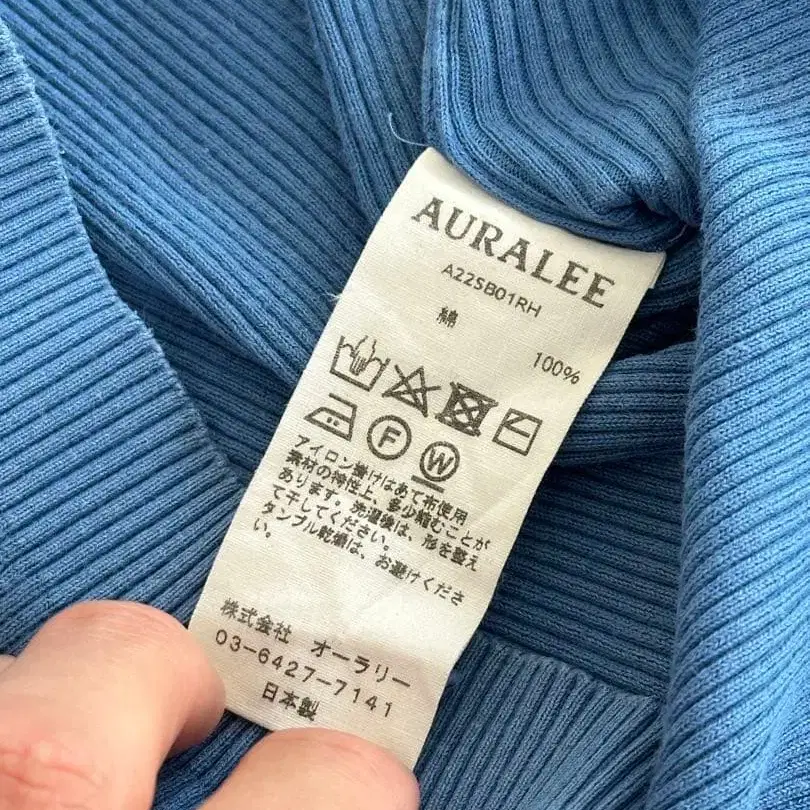 AURALEE
A22SB01RH
綿
100%
F
W
アイロン掛けはあて布使用
素材の特性上、多少縮むことが
あります。洗濯後は、形を整え
て干してください。
タンブル乾燥は、お避けくださ
い。
株式会社 オーラリー
03-6427-7141
日本製